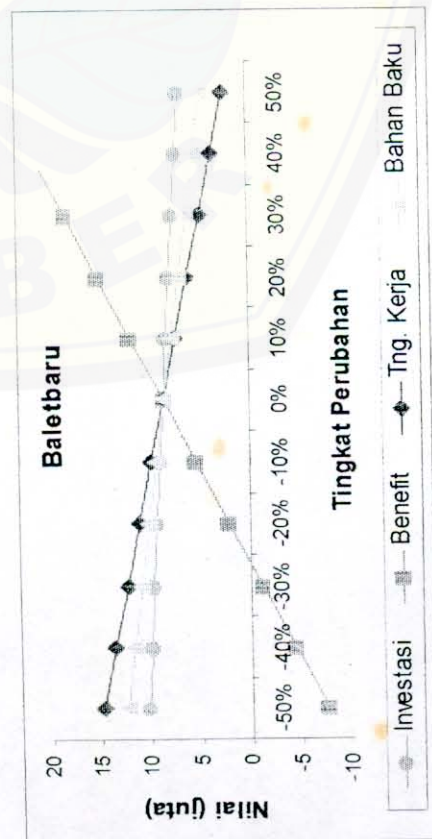 Baletbaru
Nilai (juta)
20
15
10
5
0
-5
-10
-50%
-40%
-30%
-20%
-10%
0%
10%
20%
30%
40%
50%
Tingkat Perubahan
Investasi
Benefit
Tng. Kerja
Bahan Baku
BER